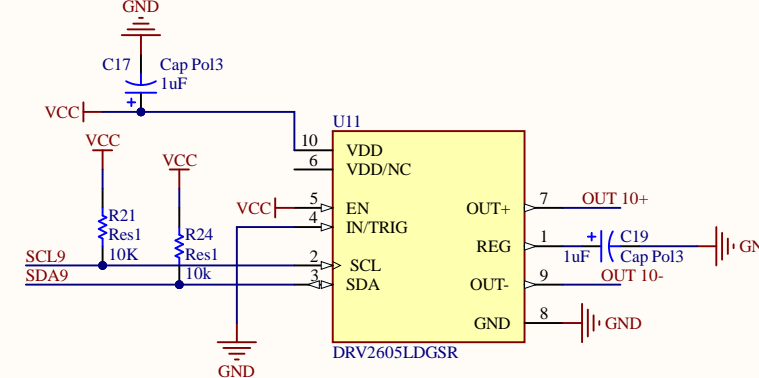 GND
C17
Cap Pol3
1uF
VCC
U11
VCC
10
VDD
6
VDD/NC
VCC
R21
Res1
10K
R24
Res1
10k
VCC
5
EN
4
IN/TRIG
OUT+
7
OUT 10+
REG
1
1uF
C19
Cap Pol3
SCL9
2
SCL
SDA9
3
SDA
OUT-
9
OUT 10-
GND
8
GND
GND
DRV2605LDGSR